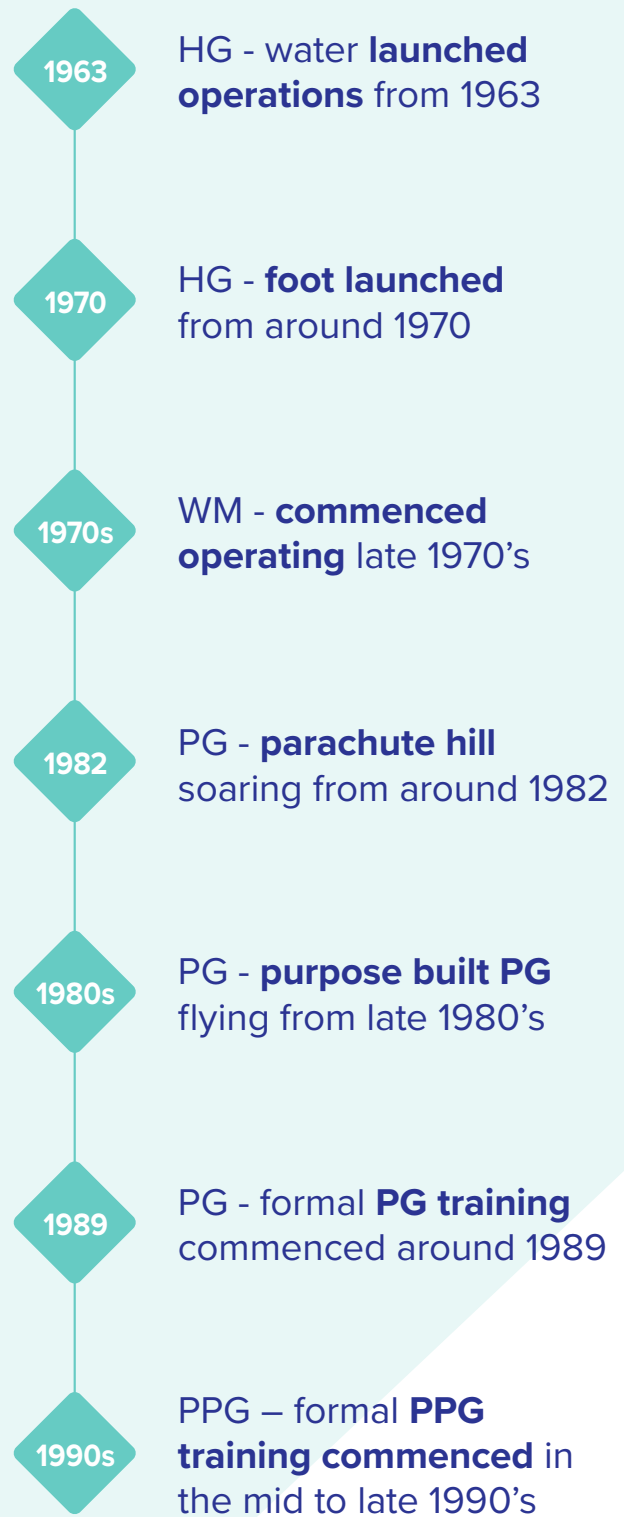 1963
HG - water launched
operations from 1963
1970
HG - foot launched
from around 1970
1970s
WM - commenced
operating late 1970’s
1982
PG - parachute hill
soaring from around 1982
1980s
PG - purpose built PG
flying from late 1980’s
1989
PG - formal PG training
commenced around 1989
1990s
PPG – formal PPG
training commenced in
the mid to late 1990’s